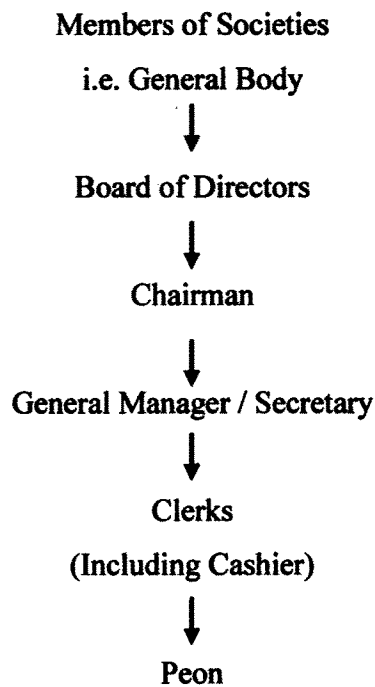 Members of Societies
i.e. General Body
Board of Directors
Chairman
General Manager / Secretary
Clerks
(Including Cashier)
Peon